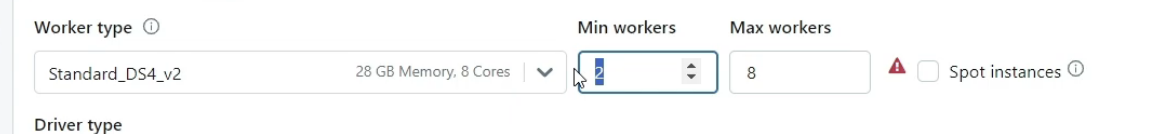 Worker type Min workers Max workers
Standard_DS4_v2 28 GB Memory, 8 Cores 2 8 Spot instances
Driver type